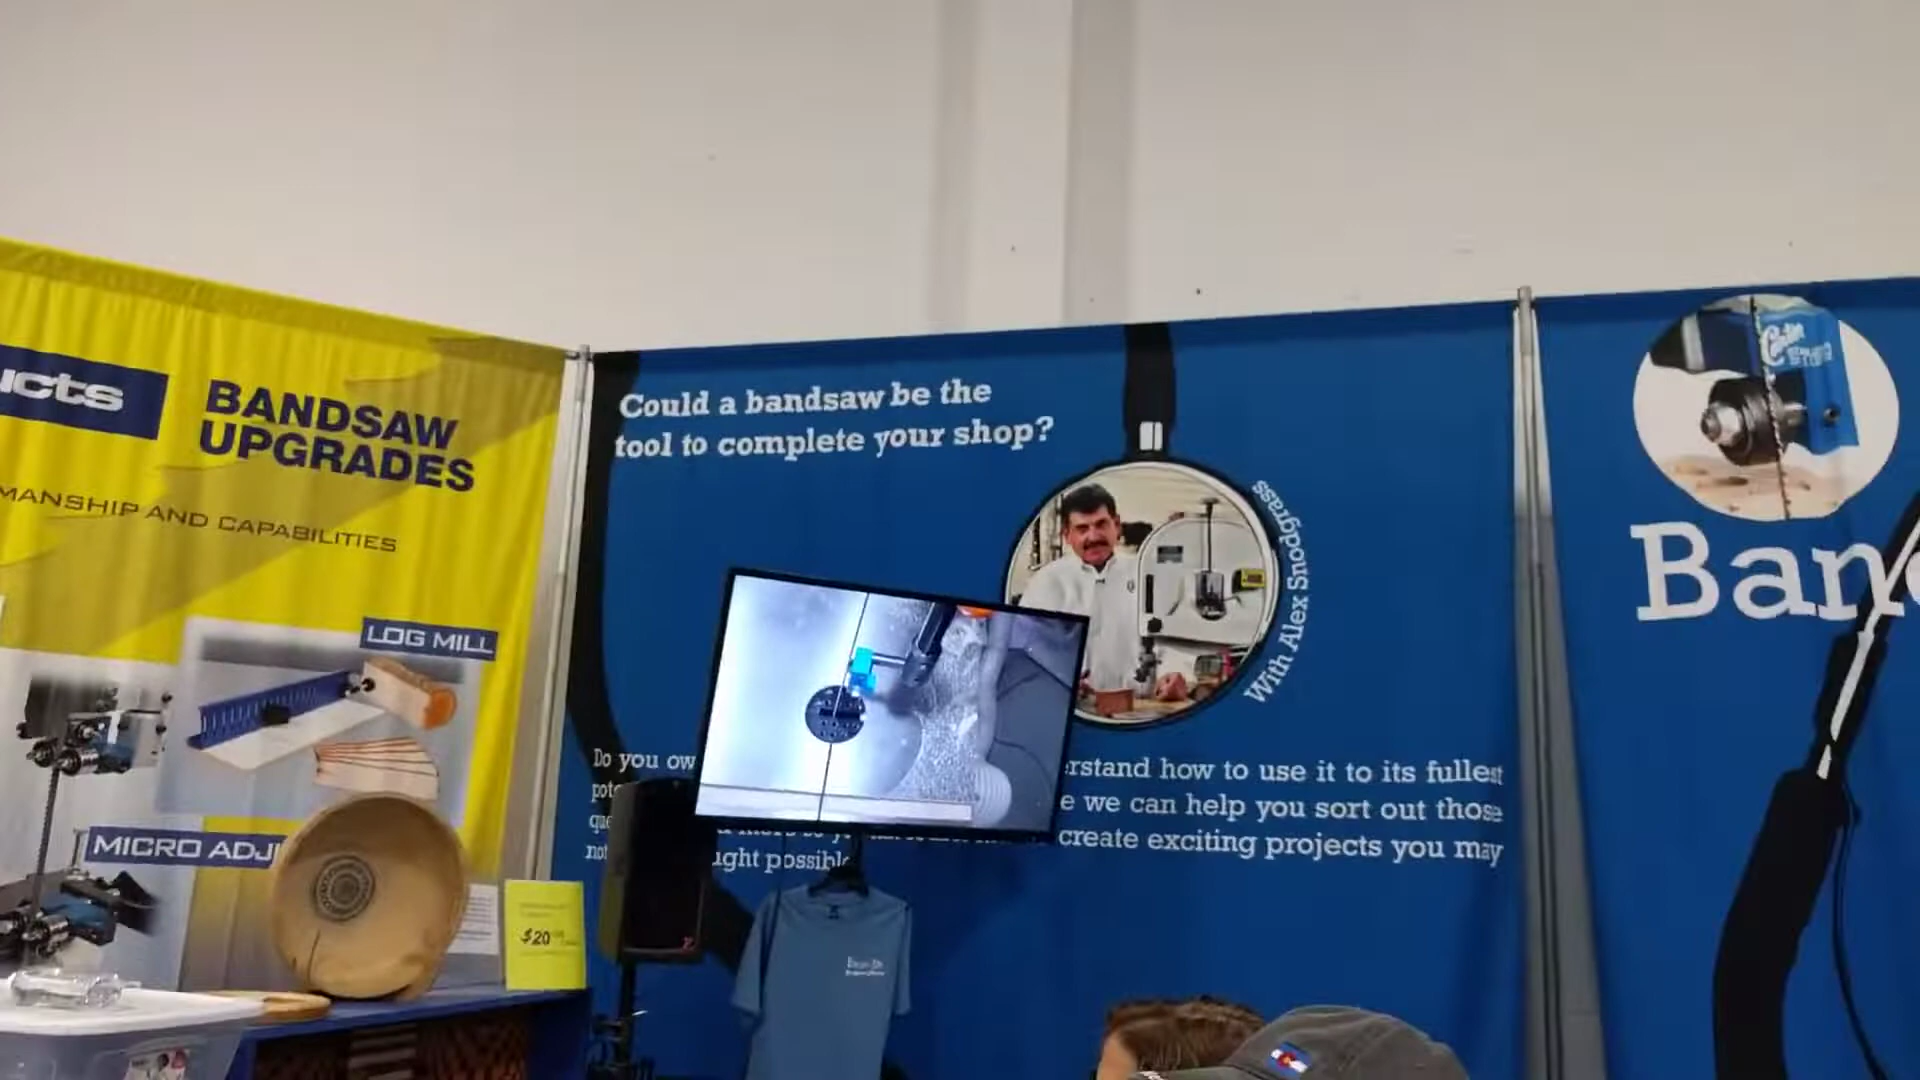 ucts
BANDSAW
UPGRADES
MANSHIP AND CAPABILITIES
LOG MILL
MICRO ADJ
$20
Could a bandsaw be the
tool to complete your shop?
With Alex Snodgrass
Do you ow
rstand how to use it to its fullest
e we can help you sort out those
create exciting projects you may
ught possible
Carter
Ban